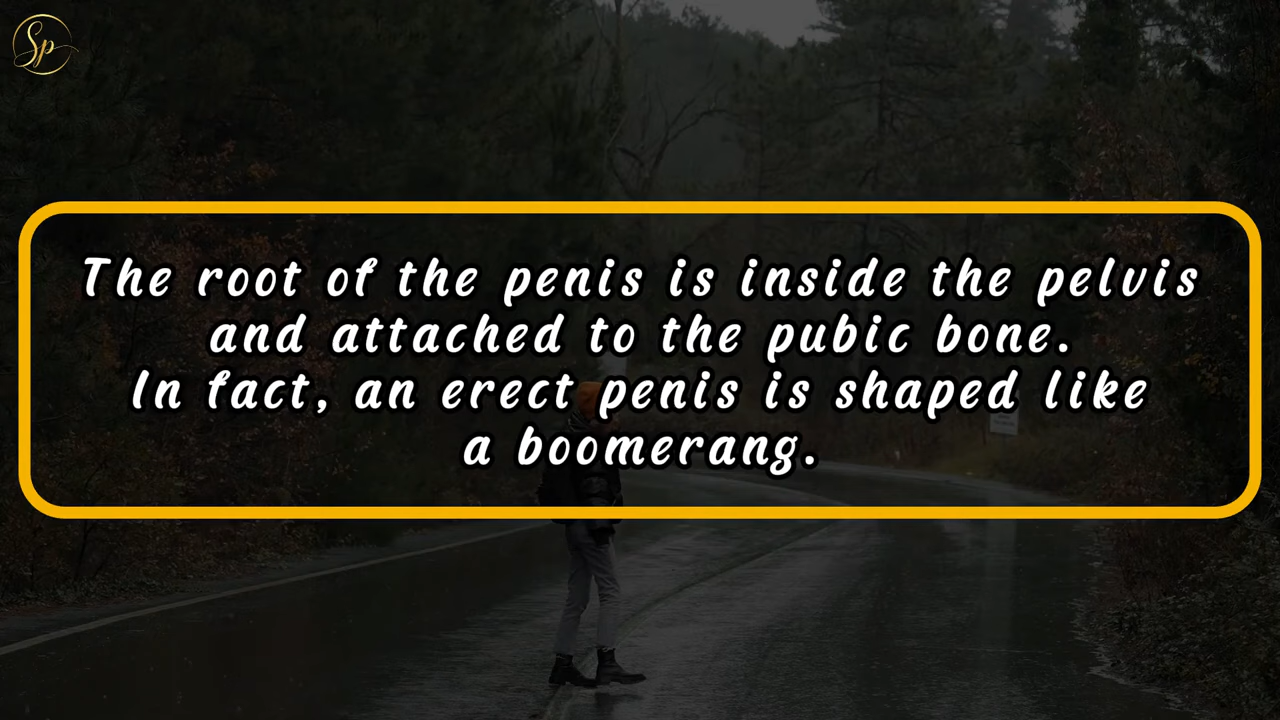 Sp
The root of the penis is inside the pelvis
and attached to the pubic bone.
In fact, an erect penis is shaped like
a boomerang.